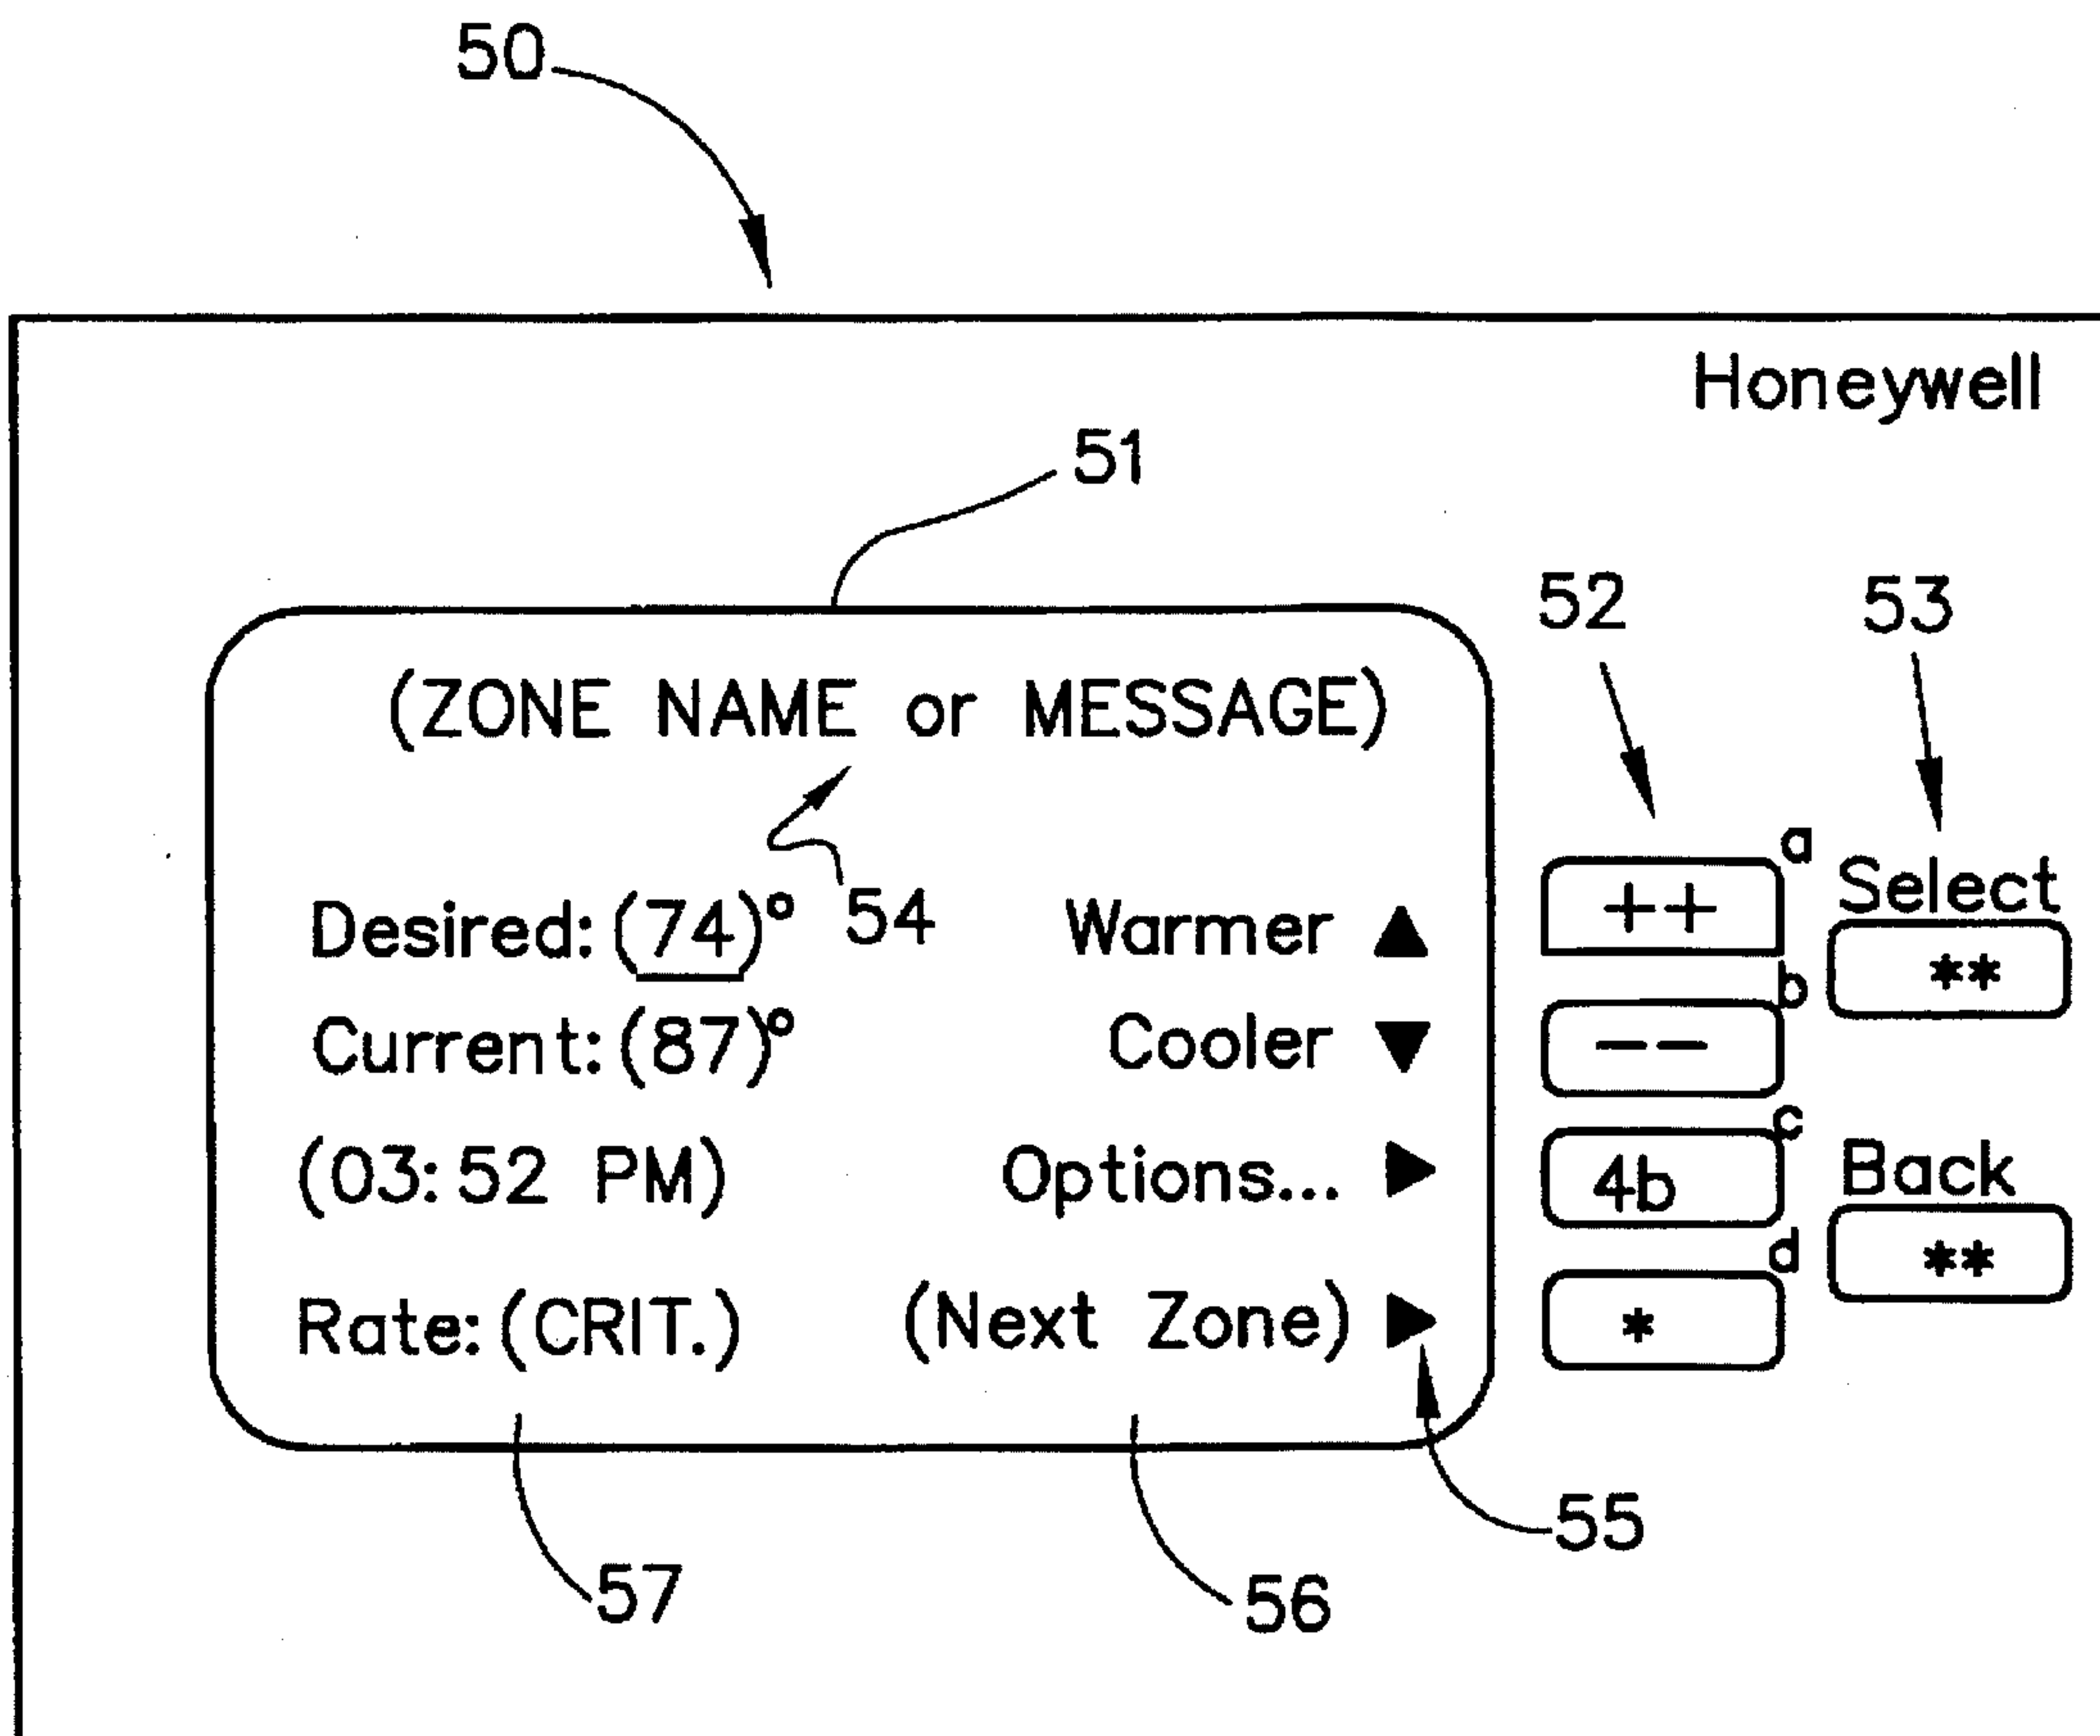 50
Honeywell
51
52
53
(ZONE NAME or MESSAGE)
54
a
++
Select
**
Desired: (74)°
Warmer ▲
b
--
Current: (87)°
Cooler ▼
c
4b
Back
**
(03:52 PM)
Options... ▶
d
*
Rate: (CRIT.)
(Next Zone) ▶
55
57
56